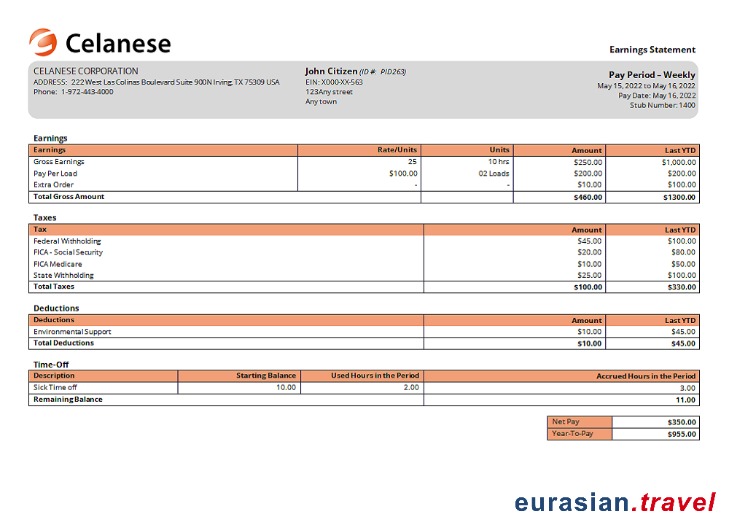 Celanese
Earnings Statement
CELANESE CORPORATION
ADDRESS: 222 West Las Colinas Boulevard Suite 900N Irving, TX 75309 USA
Phone: 1-972-443-4000
John Citizen (ID #: PID263)
EIN: X000-XX-563
123Any street
Any town
Pay Period – Weekly
May 15, 2022 to May 16, 2022
Pay Date: May 16, 2022
Stub Number: 1400
Earnings
Earnings Rate/Units Units Amount Last YTD
Gross Earnings 25 10 hrs $250.00 $1,000.00
Pay Per Load $100.00 02 Loads $200.00 $200.00
Extra Order - - $10.00 $100.00
Total Gross Amount $460.00 $1300.00
Taxes
Tax Amount Last YTD
Federal Withholding $45.00 $100.00
FICA - Social Security $20.00 $80.00
FICA Medicare $10.00 $50.00
State Withholding $25.00 $100.00
Total Taxes $100.00 $330.00
Deductions
Deductions Amount Last YTD
Environmental Support $10.00 $45.00
Total Deductions $10.00 $45.00
Time-Off
Description Starting Balance Used Hours in the Period Accrued Hours in the Period
Sick Time off 10.00 2.00 3.00
Remaining Balance 11.00
Net Pay $350.00
Year-To-Pay $955.00
eurasian.travel